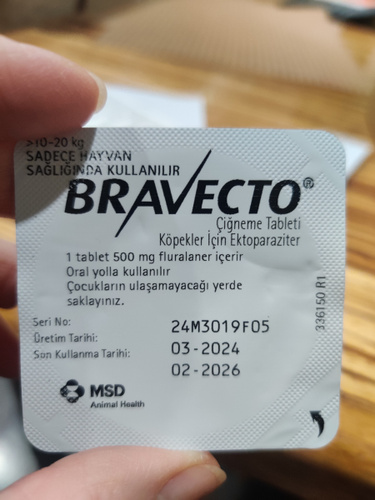 >10-20 kg
SADECE HAYVAN
SAĞLIĞINDA KULLANILIR
BRAVECTO®
Çiğneme Tableti
Köpekler İçin Ektoparaziter
1 tablet 500 mg fluralaner içerir
Oral yolla kullanılır
Çocukların ulaşamayacağı yerde
saklayınız.
Seri No: 24M3019F05
Üretim Tarihi: 03-2024
Son Kullanma Tarihi: 02-2026
MSD
Animal Health
336150 R1